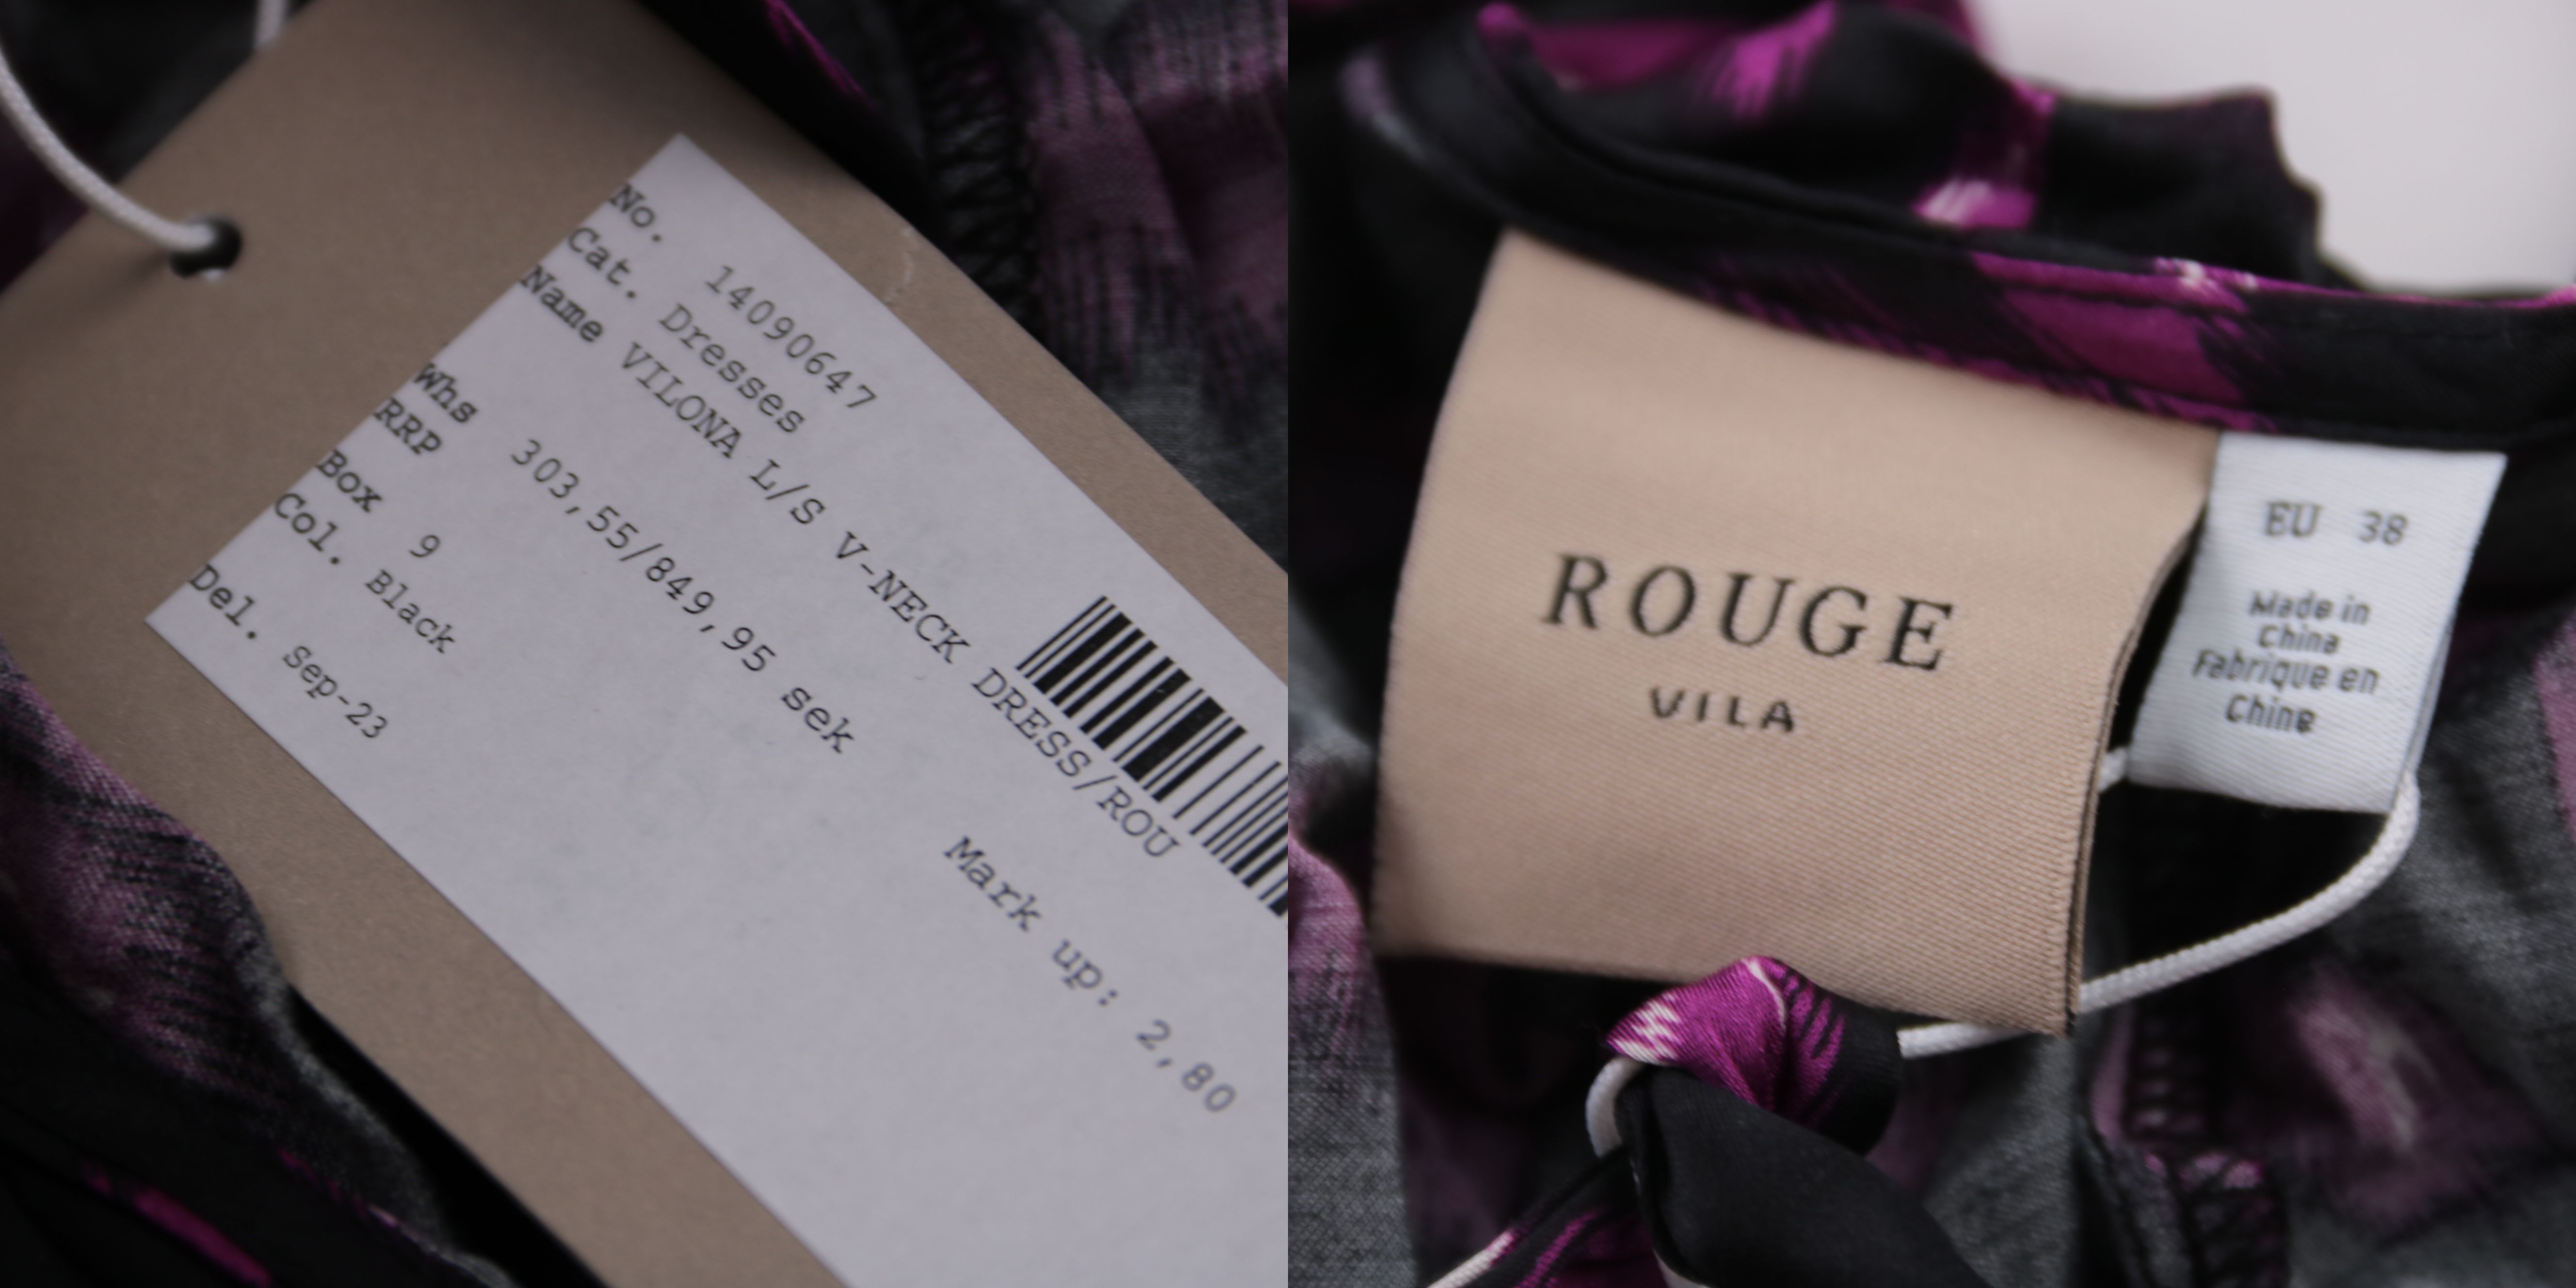 No. 14090647
Cat. Dresses
Name VILONA L/S V-NECK DRESS/ROU
Whs
RRP 303,55/849,95 sek
Mark up: 2,80
Box 9
Col. Black
Del. Sep-23
ROUGE
VILA
EU 38
Made in
China
Fabrique en
Chine